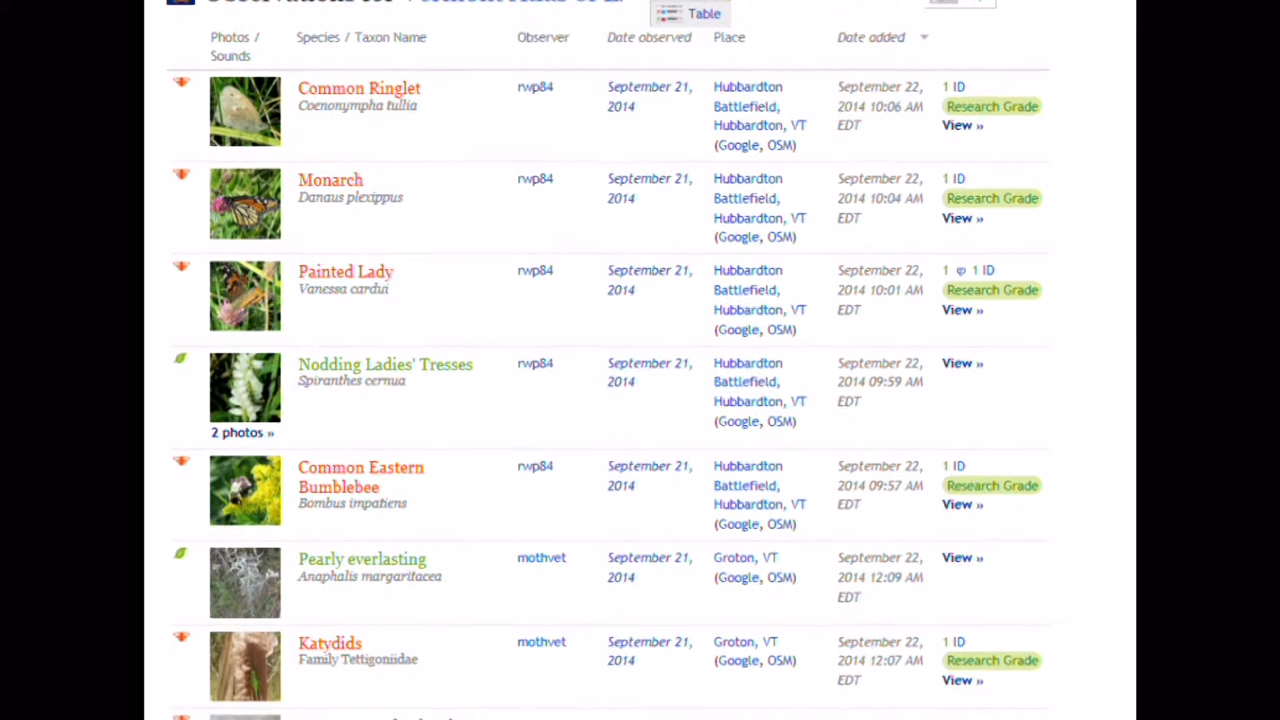 Observations for Vermont Atlas of L
Table
Photos / Sounds
Species / Taxon Name
Observer
Date observed
Place
Date added
Common Ringlet
Coenonympha tullia
rwp84
September 21,
2014
Hubbardton
Battlefield,
Hubbardton, VT
(Google, OSM)
September 22,
2014 10:06 AM
EDT
1 ID
Research Grade
View »
Monarch
Danaus plexippus
rwp84
September 21,
2014
Hubbardton
Battlefield,
Hubbardton, VT
(Google, OSM)
September 22,
2014 10:04 AM
EDT
1 ID
Research Grade
View »
Painted Lady
Vanessa cardui
rwp84
September 21,
2014
Hubbardton
Battlefield,
Hubbardton, VT
(Google, OSM)
September 22,
2014 10:01 AM
EDT
1 1 ID
Research Grade
View »
2 photos »
Nodding Ladies' Tresses
Spiranthes cernua
rwp84
September 21,
2014
Hubbardton
Battlefield,
Hubbardton, VT
(Google, OSM)
September 22,
2014 09:59 AM
EDT
View »
Common Eastern
Bumblebee
Bombus impatiens
rwp84
September 21,
2014
Hubbardton
Battlefield,
Hubbardton, VT
(Google, OSM)
September 22,
2014 09:57 AM
EDT
1 ID
Research Grade
View »
Pearly everlasting
Anaphalis margaritacea
mothvet
September 21,
2014
Groton, VT
(Google, OSM)
September 22,
2014 12:09 AM
EDT
View »
Katydids
Family Tettigoniidae
mothvet
September 21,
2014
Groton, VT
(Google, OSM)
September 22,
2014 12:07 AM
EDT
1 ID
Research Grade
View »